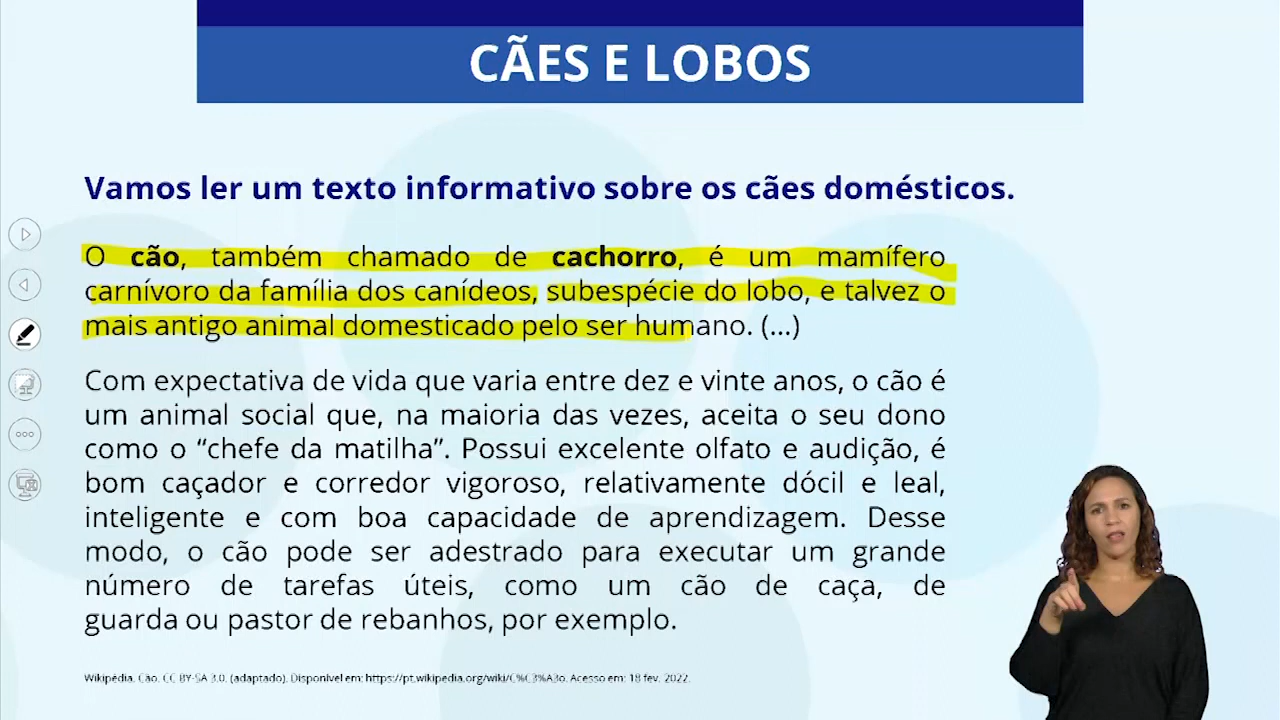 CÃES E LOBOS
Vamos ler um texto informativo sobre os cães domésticos.
O cão, também chamado de cachorro, é um mamífero
carnívoro da família dos canídeos, subespécie do lobo, e talvez o
mais antigo animal domesticado pelo ser humano. (...)
Com expectativa de vida que varia entre dez e vinte anos, o cão é
um animal social que, na maioria das vezes, aceita o seu dono
como o “chefe da matilha”. Possui excelente olfato e audição, é
bom caçador e corredor vigoroso, relativamente dócil e leal,
inteligente e com boa capacidade de aprendizagem. Desse
modo, o cão pode ser adestrado para executar um grande
número de tarefas úteis, como um cão de caça, de
guarda ou pastor de rebanhos, por exemplo.
Wikipédia. Cão. CC BY-SA 3.0. (adaptado). Disponível em: https://pt.wikipedia.org/wiki/C%C3%A3o. Acesso em: 18 fev. 2022.